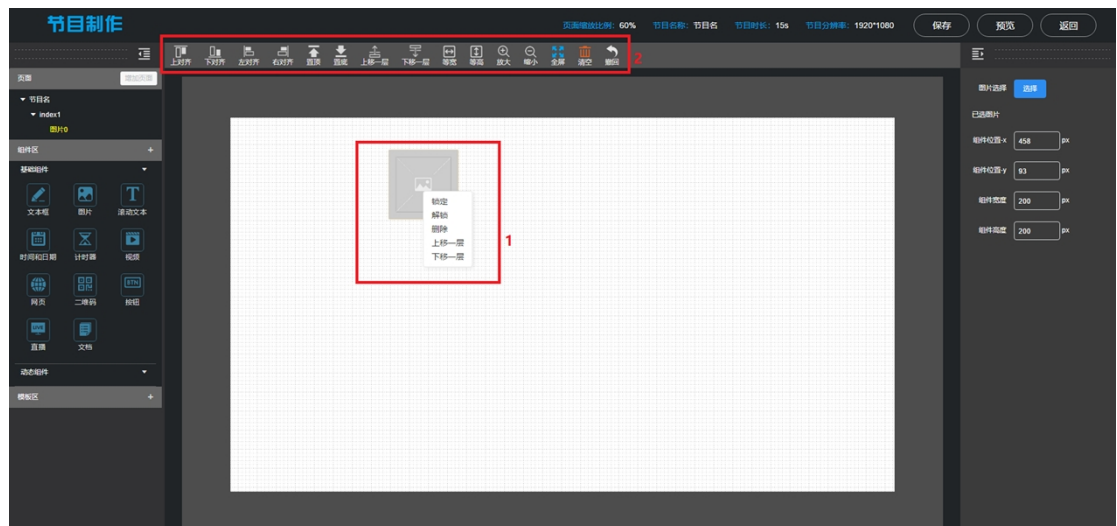 节目制作
页面缩放比例: 60% 节目名称: 节目名 节目时长: 15s 节目分辨率: 1920*1080 保存 预览 返回
上对齐 下对齐 左对齐 右对齐 置顶 置底 上移一层 下移一层 等宽 等高 放大 缩小 全屏 清空 撤回 2
页面 增加页面
节目名
index1
图片0
组件区 +
基础组件
文本框 图片 滚动文本
时间和日期 计时器 视频
网页 二维码 按钮
直播 文档
动态组件
模板区 +
锁定
解锁
删除
上移一层
下移一层
1
图片选择 选择
已选图片
组件位置-x 458 px
组件位置-y 93 px
组件宽度 200 px
组件高度 200 px